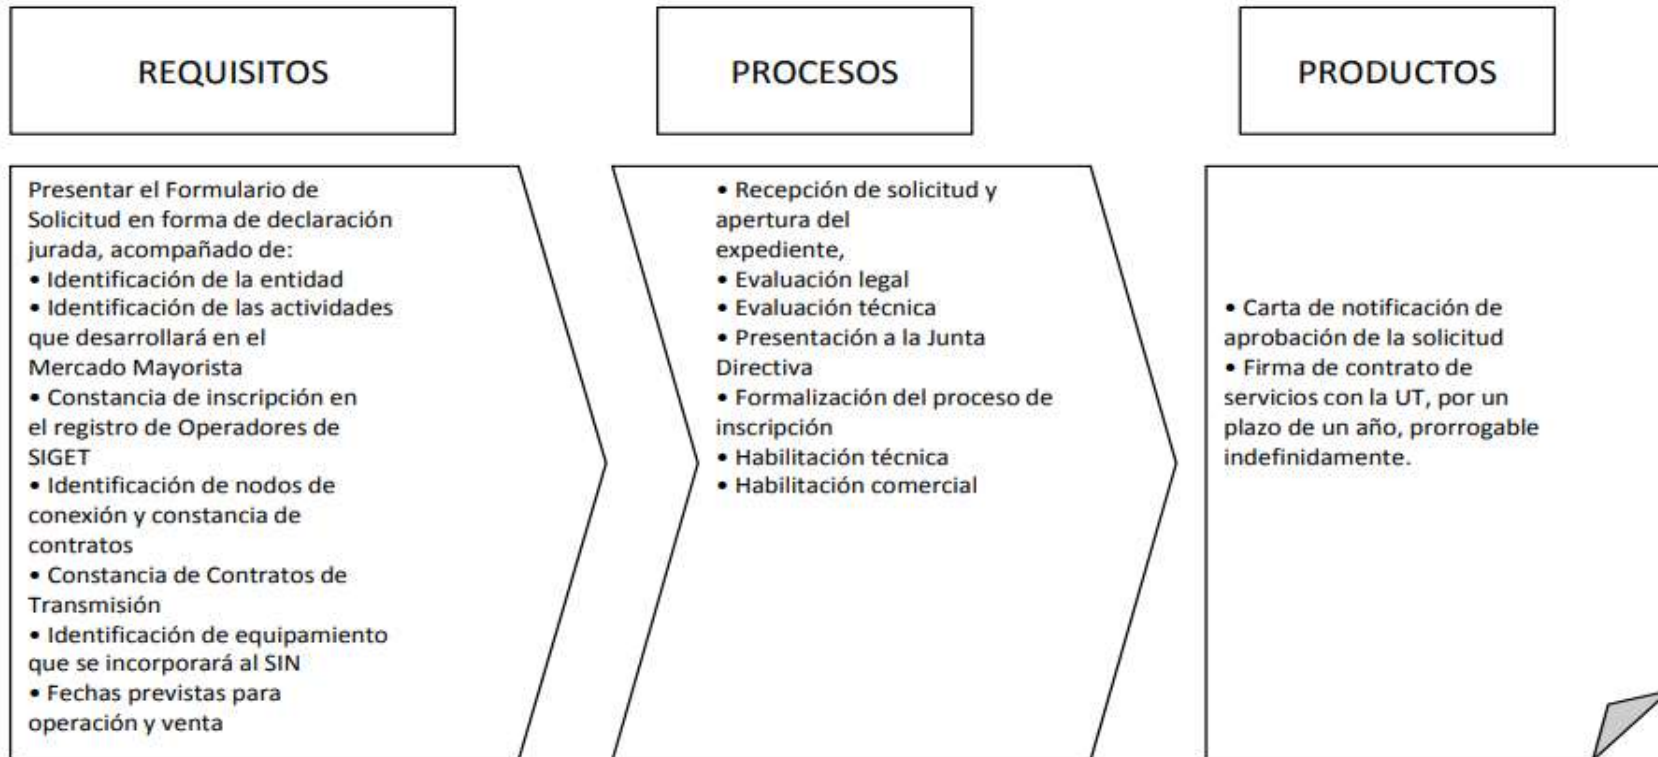 REQUISITOS
PROCESOS
PRODUCTOS
Presentar el Formulario de
Solicitud en forma de declaración
jurada, acompañado de:
• Identificación de la entidad
• Identificación de las actividades
que desarrollará en el
Mercado Mayorista
• Constancia de inscripción en
el registro de Operadores de
SIGET
• Identificación de nodos de
conexión y constancia de
contratos
• Constancia de Contratos de
Transmisión
• Identificación de equipamiento
que se incorporará al SIN
• Fechas previstas para
operación y venta
• Recepción de solicitud y
apertura del
expediente,
• Evaluación legal
• Evaluación técnica
• Presentación a la Junta
Directiva
• Formalización del proceso de
inscripción
• Habilitación técnica
• Habilitación comercial
• Carta de notificación de
aprobación de la solicitud
• Firma de contrato de
servicios con la UT, por un
plazo de un año, prorrogable
indefinidamente.